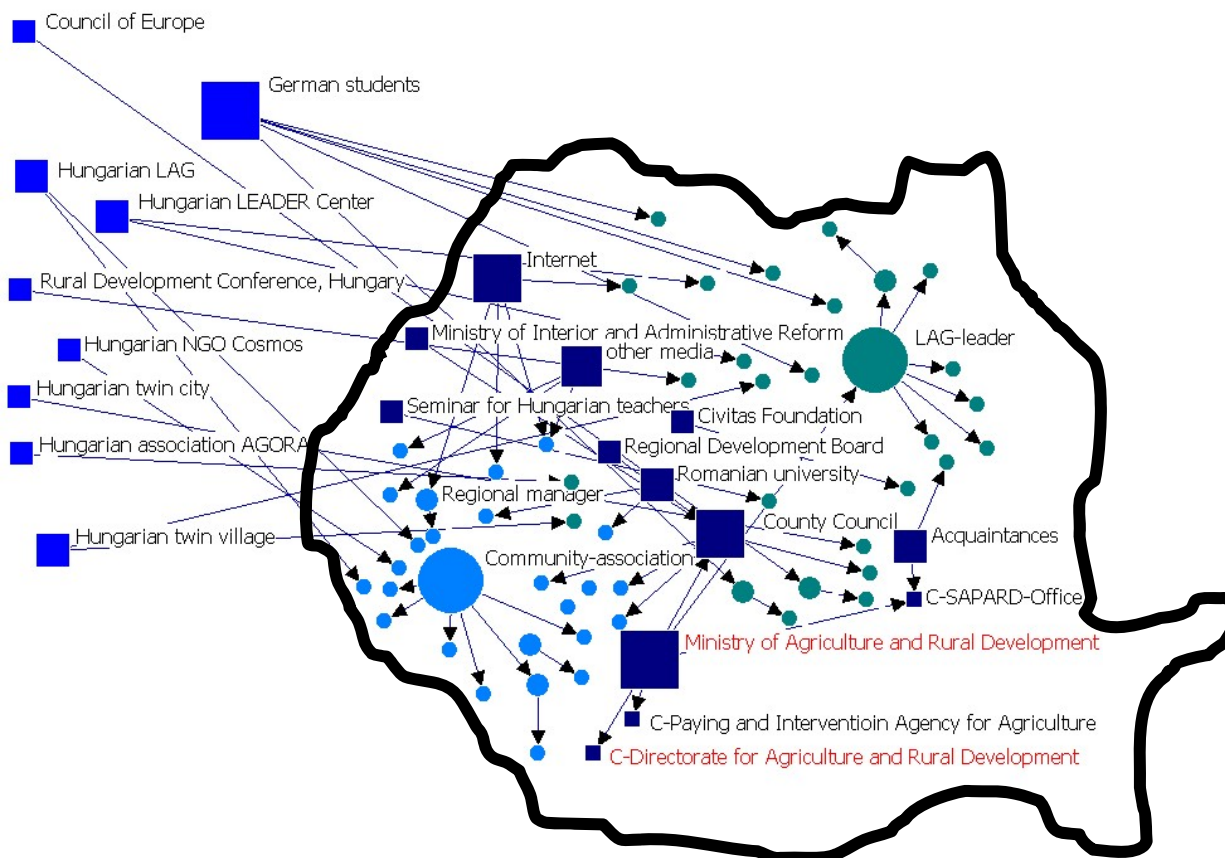 Council of Europe
German students
Hungarian LAG
Hungarian LEADER Center
Internet
Rural Development Conference, Hungary
Ministry of Interior and Administrative Reform
LAG-leader
Hungarian NGO Cosmos
other media
Hungarian twin city
Seminar for Hungarian teachers
Civitas Foundation
Hungarian association AGORA
Regional Development Board
Romanian university
Regional manager
County Council
Hungarian twin village
Acquaintances
Community-association
C-SAPARD-Office
Ministry of Agriculture and Rural Development
C-Paying and Interventioin Agency for Agriculture
C-Directorate for Agriculture and Rural Development